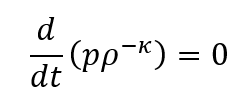 d/dt (pρ^{-κ}) = 0